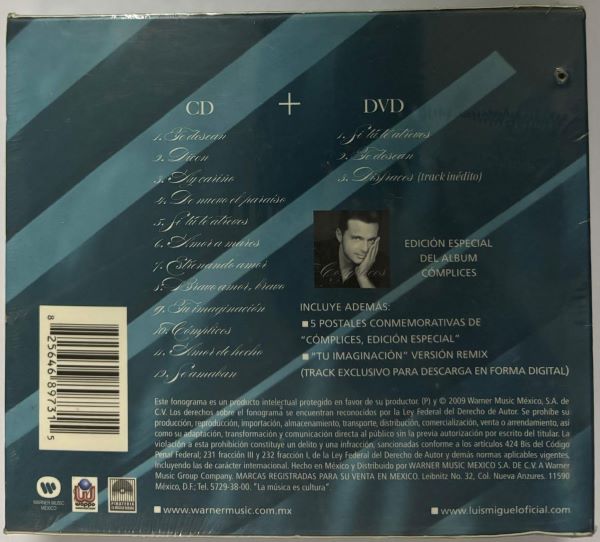 CD + DVD
1. Te desean
2. Dicen
3. Ay cariño
4. De nuevo el paraíso
5. Si tú te atreves
6. Amor a mares
7. Estrenando amor
8. Bravo amor, bravo
9. Tu imaginación
10. Cómplices
11. Amor de hecho
12. Se amaban
1. Si tú te atreves
2. Te desean
3. Disfraces (track inédito)
Cómplices
EDICIÓN ESPECIAL
DEL ALBUM
CÓMPLICES
INCLUYE ADEMÁS:
■ 5 POSTALES CONMEMORATIVAS DE
"CÓMPLICES, EDICIÓN ESPECIAL"
■ "TU IMAGINACIÓN" VERSIÓN REMIX
(TRACK EXCLUSIVO PARA DESCARGA EN FORMA DIGITAL)
8 25646 89731 5
Este fonograma es un producto intelectual protegido en favor de su productor. (P) y © 2009 Warner Music México, S.A. de
C.V. Los derechos sobre el fonograma se encuentran reconocidos por la Ley Federal del Derecho de Autor. Se prohíbe su
producción, reproducción, importación, almacenamiento, transporte, distribución, comercialización, venta o arrendamiento, así
como su adaptación, transformación y comunicación directa al público sin la previa autorización por escrito del titular. La
violación a esta prohibición constituye un delito y una infracción, sancionadas conforme a los artículos 424 Bis del Código
Penal Federal; 231 fracción III y 232 fracción I, de la Ley Federal del Derecho de Autor y demás normas aplicables vigentes,
incluyendo las de carácter internacional. Hecho en México y Distribuido por WARNER MUSIC MEXICO S.A. DE C.V. A Warner
Music Group Company. MARCAS REGISTRADAS PARA SU VENTA EN MEXICO. Leibnitz No. 32, Col. Nueva Anzures. 11590
México, D.F.; Tel. 5729-38-00. "La música es cultura".
WARNER MUSIC
MEXICO
■ www.warnermusic.com.mx
■ www.luismigueloficial.com